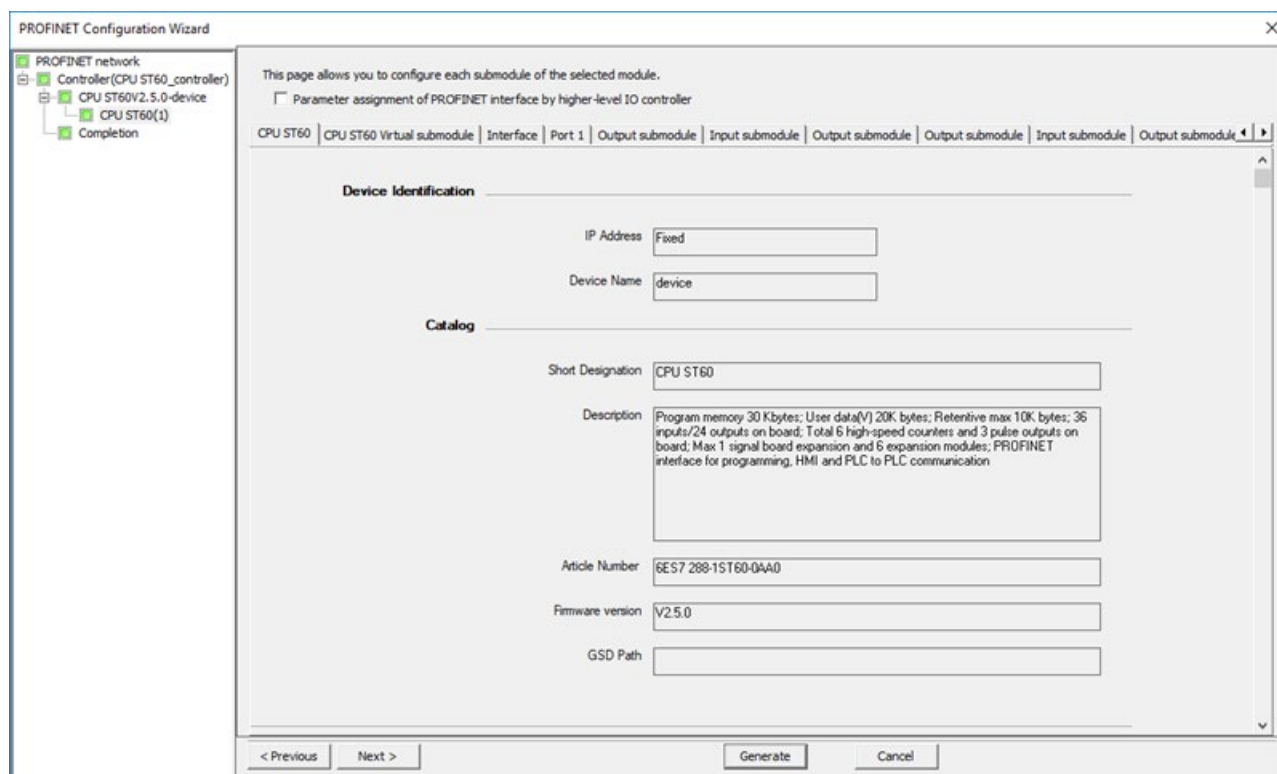 PROFINET Configuration Wizard
PROFINET network
Controller(CPU ST60_controller)
CPU ST60V2.5.0-device
CPU ST60(1)
Completion
This page allows you to configure each submodule of the selected module.
Parameter assignment of PROFINET interface by higher-level IO controller
CPU ST60 CPU ST60 Virtual submodule Interface Port 1 Output submodule Input submodule Output submodule Output submodule Input submodule Output submodule
Device Identification
IP Address Fixed
Device Name device
Catalog
Short Designation CPU ST60
Description Program memory 30 Kbytes; User data(V) 20K bytes; Retentive max 10K bytes; 36
inputs/24 outputs on board; Total 6 high-speed counters and 3 pulse outputs on
board; Max 1 signal board expansion and 6 expansion modules; PROFINET
interface for programming, HMI and PLC to PLC communication
Article Number 6ES7 288-1ST60-0AA0
Firmware version V2.5.0
GSD Path
< Previous Next > Generate Cancel